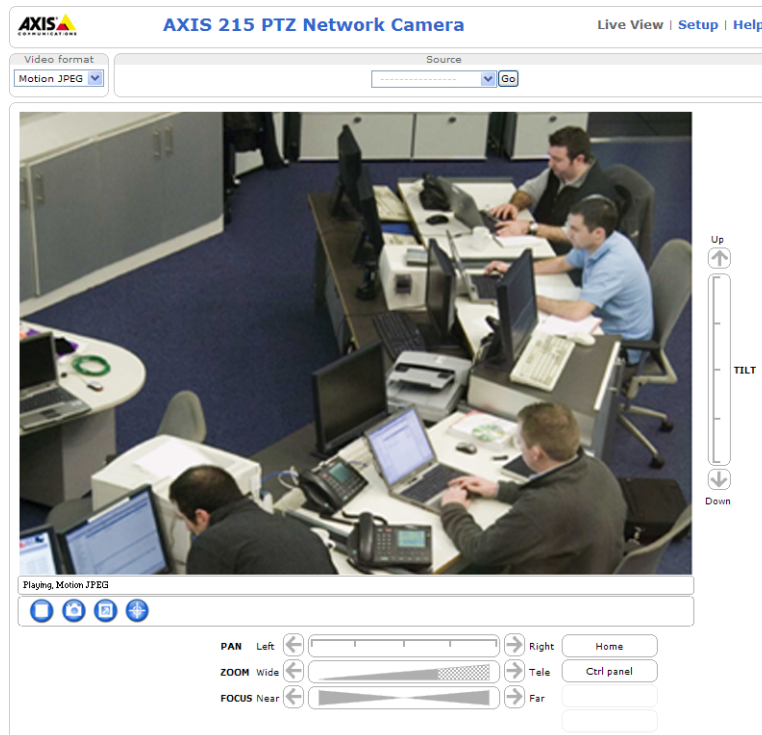 AXIS
COMMUNICATIONS
AXIS 215 PTZ Network Camera
Live View | Setup | Help
Video format
Source
Motion JPEG
----------------
Go
Up
TILT
Down
Playing, Motion JPEG
PAN Left Right Home
ZOOM Wide Tele Ctrl panel
FOCUS Near Far